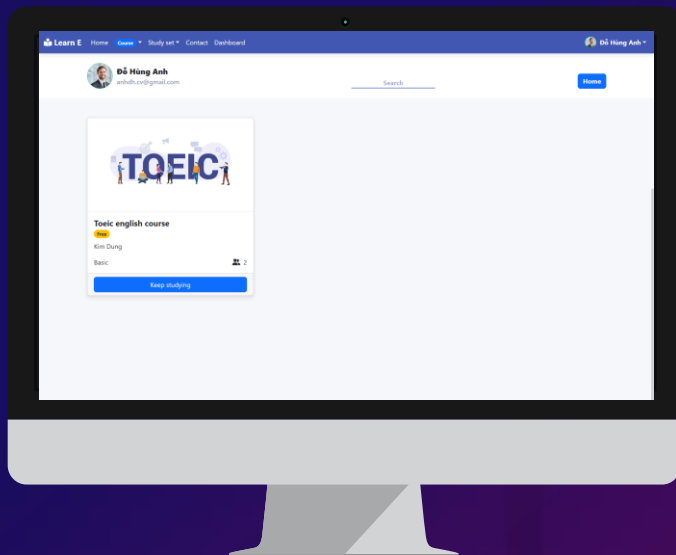 Learn E Home Course Study set Contact Dashboard Đỗ Hùng Anh
Đỗ Hùng Anh
anhdh.cv@gmail.com
Search
Home
TOEIC
Toeic english course
Free
Kim Dung
Basic 2
Keep studying